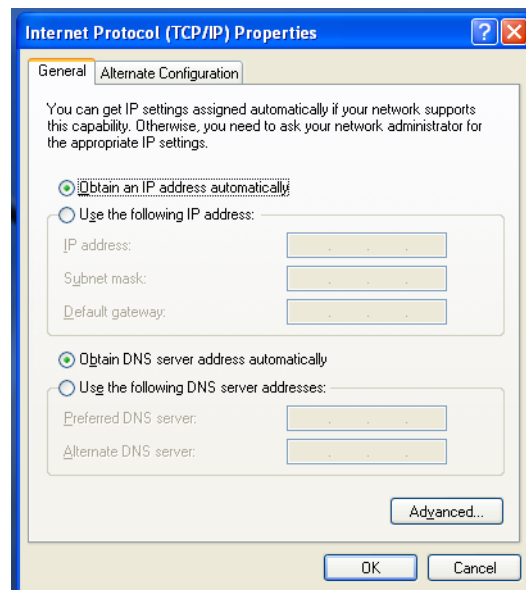 Internet Protocol (TCP/IP) Properties
General
Alternate Configuration
You can get IP settings assigned automatically if your network supports
this capability. Otherwise, you need to ask your network administrator for
the appropriate IP settings.
Obtain an IP address automatically
Use the following IP address:
IP address:
Subnet mask:
Default gateway:
Obtain DNS server address automatically
Use the following DNS server addresses:
Preferred DNS server:
Alternate DNS server:
Advanced...
OK
Cancel